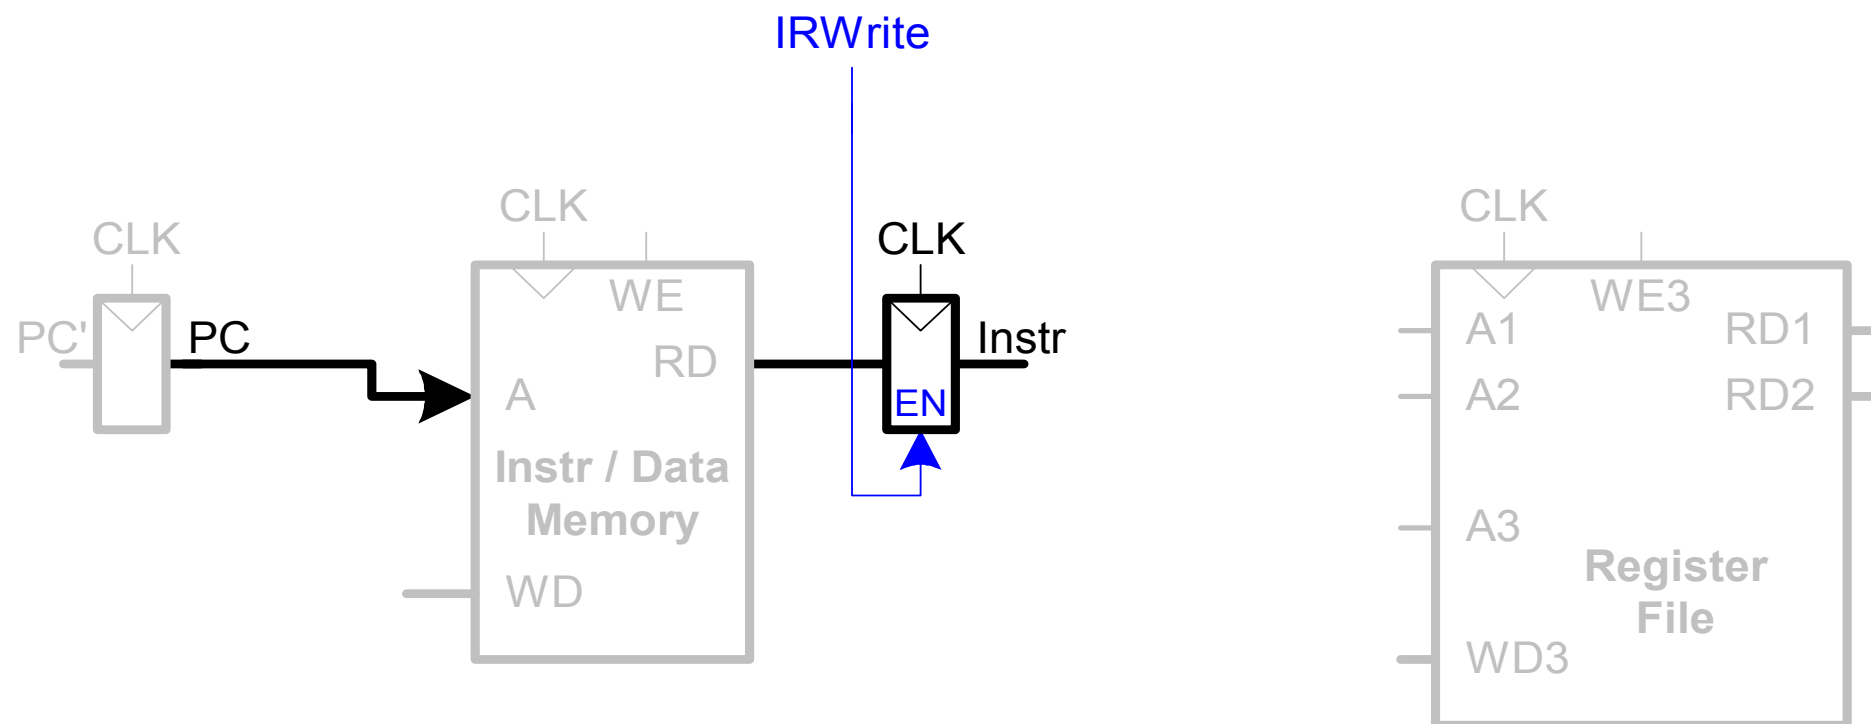 IRWrite
CLK
PC'
PC
CLK
WE
RD
A
Instr / Data
Memory
WD
CLK
Instr
EN
CLK
WE3
A1
RD1
A2
RD2
A3
Register
File
WD3